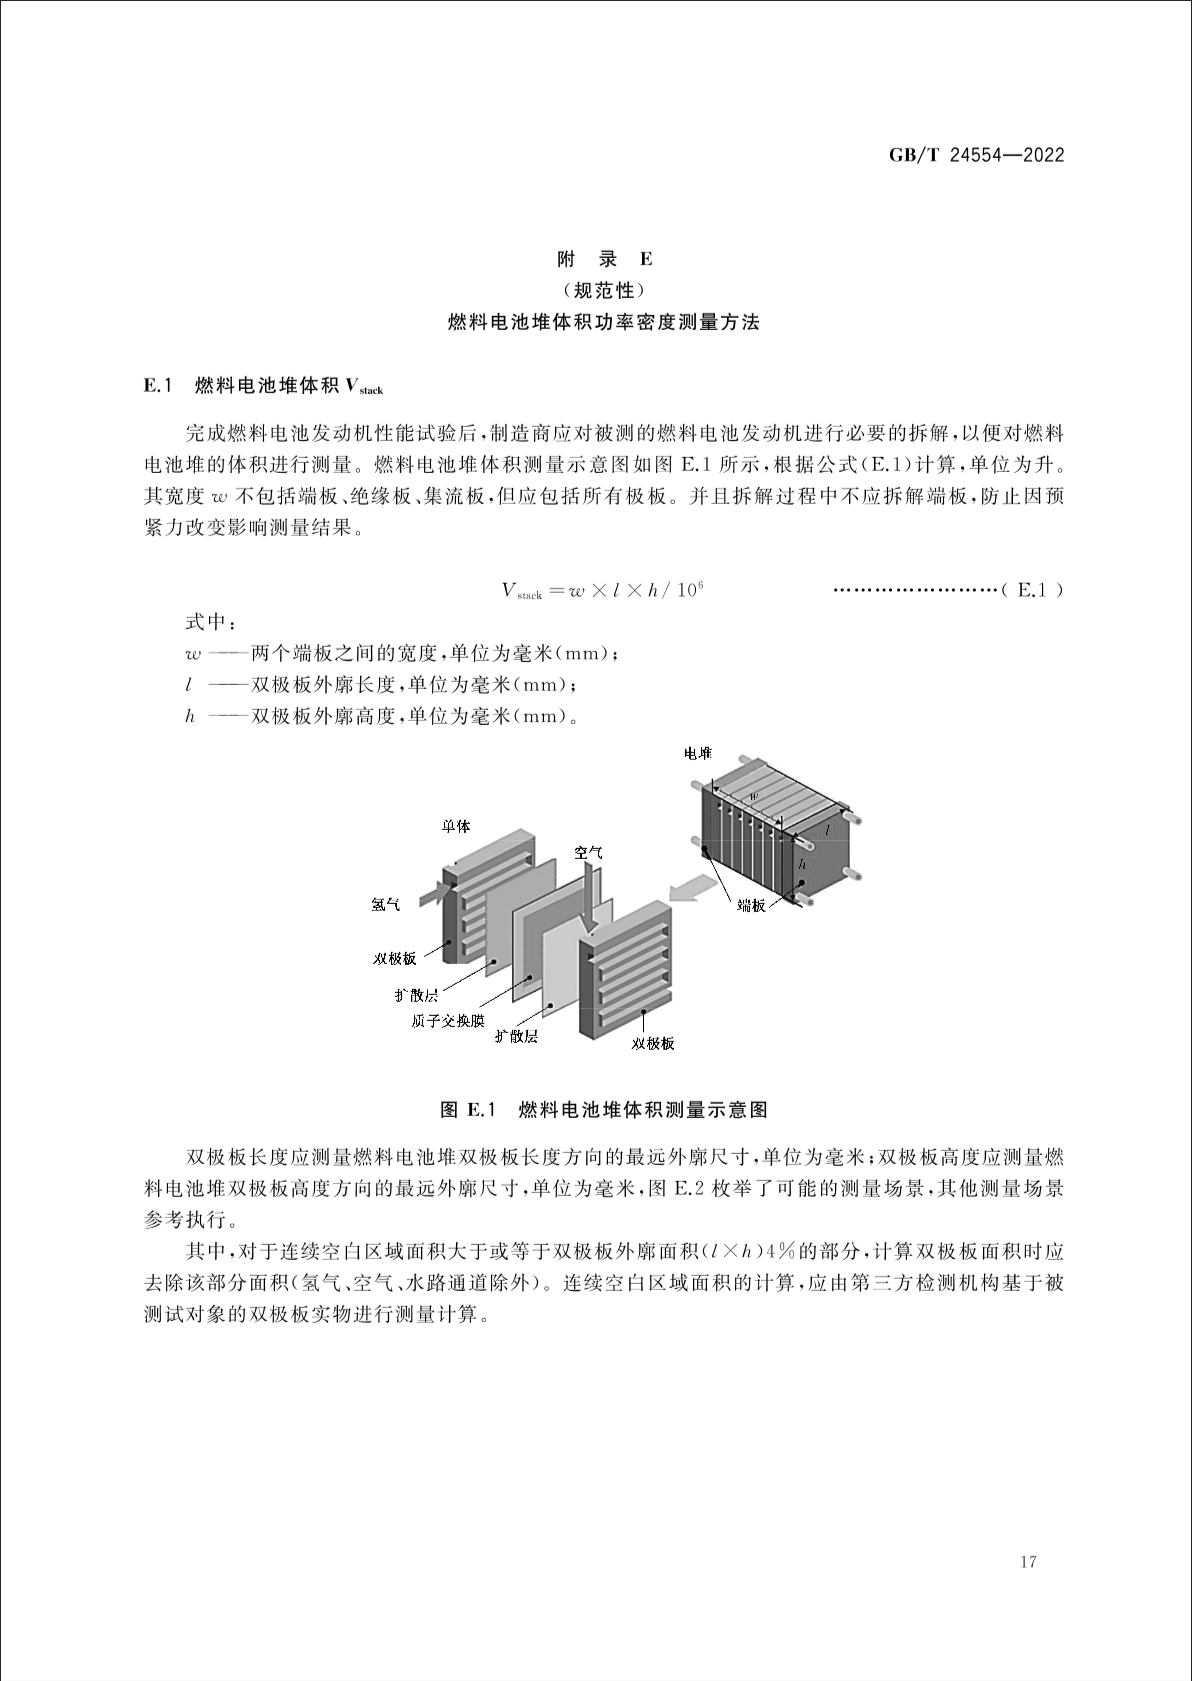 GB/T 24554—2022
附 录 E
（规范性）
燃料电池堆体积功率密度测量方法
E.1 燃料电池堆体积 Vstack
完成燃料电池发动机性能试验后，制造商应对被测的燃料电池发动机进行必要的拆解，以便对燃料
电池堆的体积进行测量。燃料电池堆体积测量示意图如图 E.1 所示，根据公式（E.1）计算，单位为升。
其宽度 w 不包括端板、绝缘板、集流板，但应包括所有极板。并且拆解过程中不应拆解端板，防止因预
紧力改变影响测量结果。
Vstack＝w×l×h/10⁶ ……………………（ E.1 ）
式中：
w ——两个端板之间的宽度，单位为毫米（mm）；
l ——双极板外廓长度，单位为毫米（mm）；
h ——双极板外廓高度，单位为毫米（mm）。
电堆
w
l
h
端板
单体
空气
氢气
双极板
扩散层
质子交换膜
扩散层
双极板
图 E.1 燃料电池堆体积测量示意图
双极板长度应测量燃料电池堆双极板长度方向的最远外廓尺寸，单位为毫米；双极板高度应测量燃
料电池堆双极板高度方向的最远外廓尺寸，单位为毫米，图 E.2 枚举了可能的测量场景，其他测量场景
参考执行。
其中，对于连续空白区域面积大于或等于双极板外廓面积（l×h）4％的部分，计算双极板面积时应
去除该部分面积（氢气、空气、水路通道除外）。连续空白区域面积的计算，应由第三方检测机构基于被
测试对象的双极板实物进行测量计算。
17